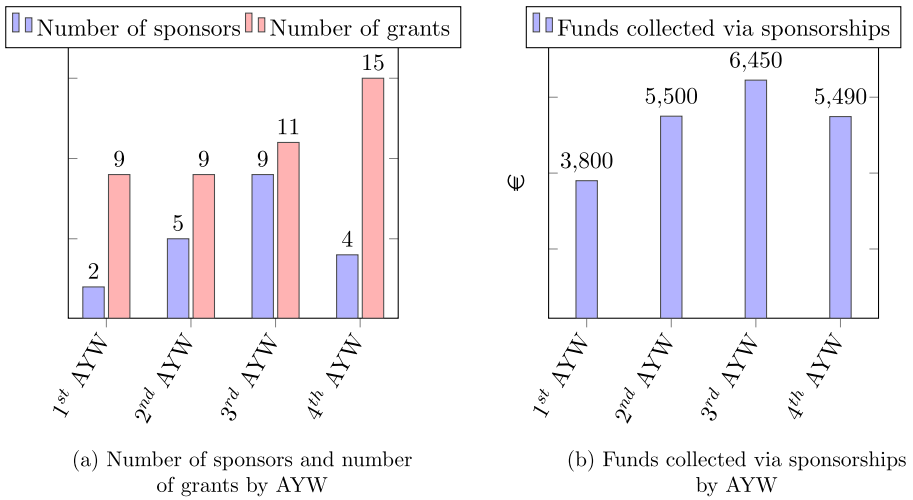 Number of sponsors Number of grants
2 9 5 9 9 11 4 15
1st AYW 2nd AYW 3rd AYW 4th AYW
(a) Number of sponsors and number
of grants by AYW
Funds collected via sponsorships
€
3,800 5,500 6,450 5,490
1st AYW 2nd AYW 3rd AYW 4th AYW
(b) Funds collected via sponsorships
by AYW